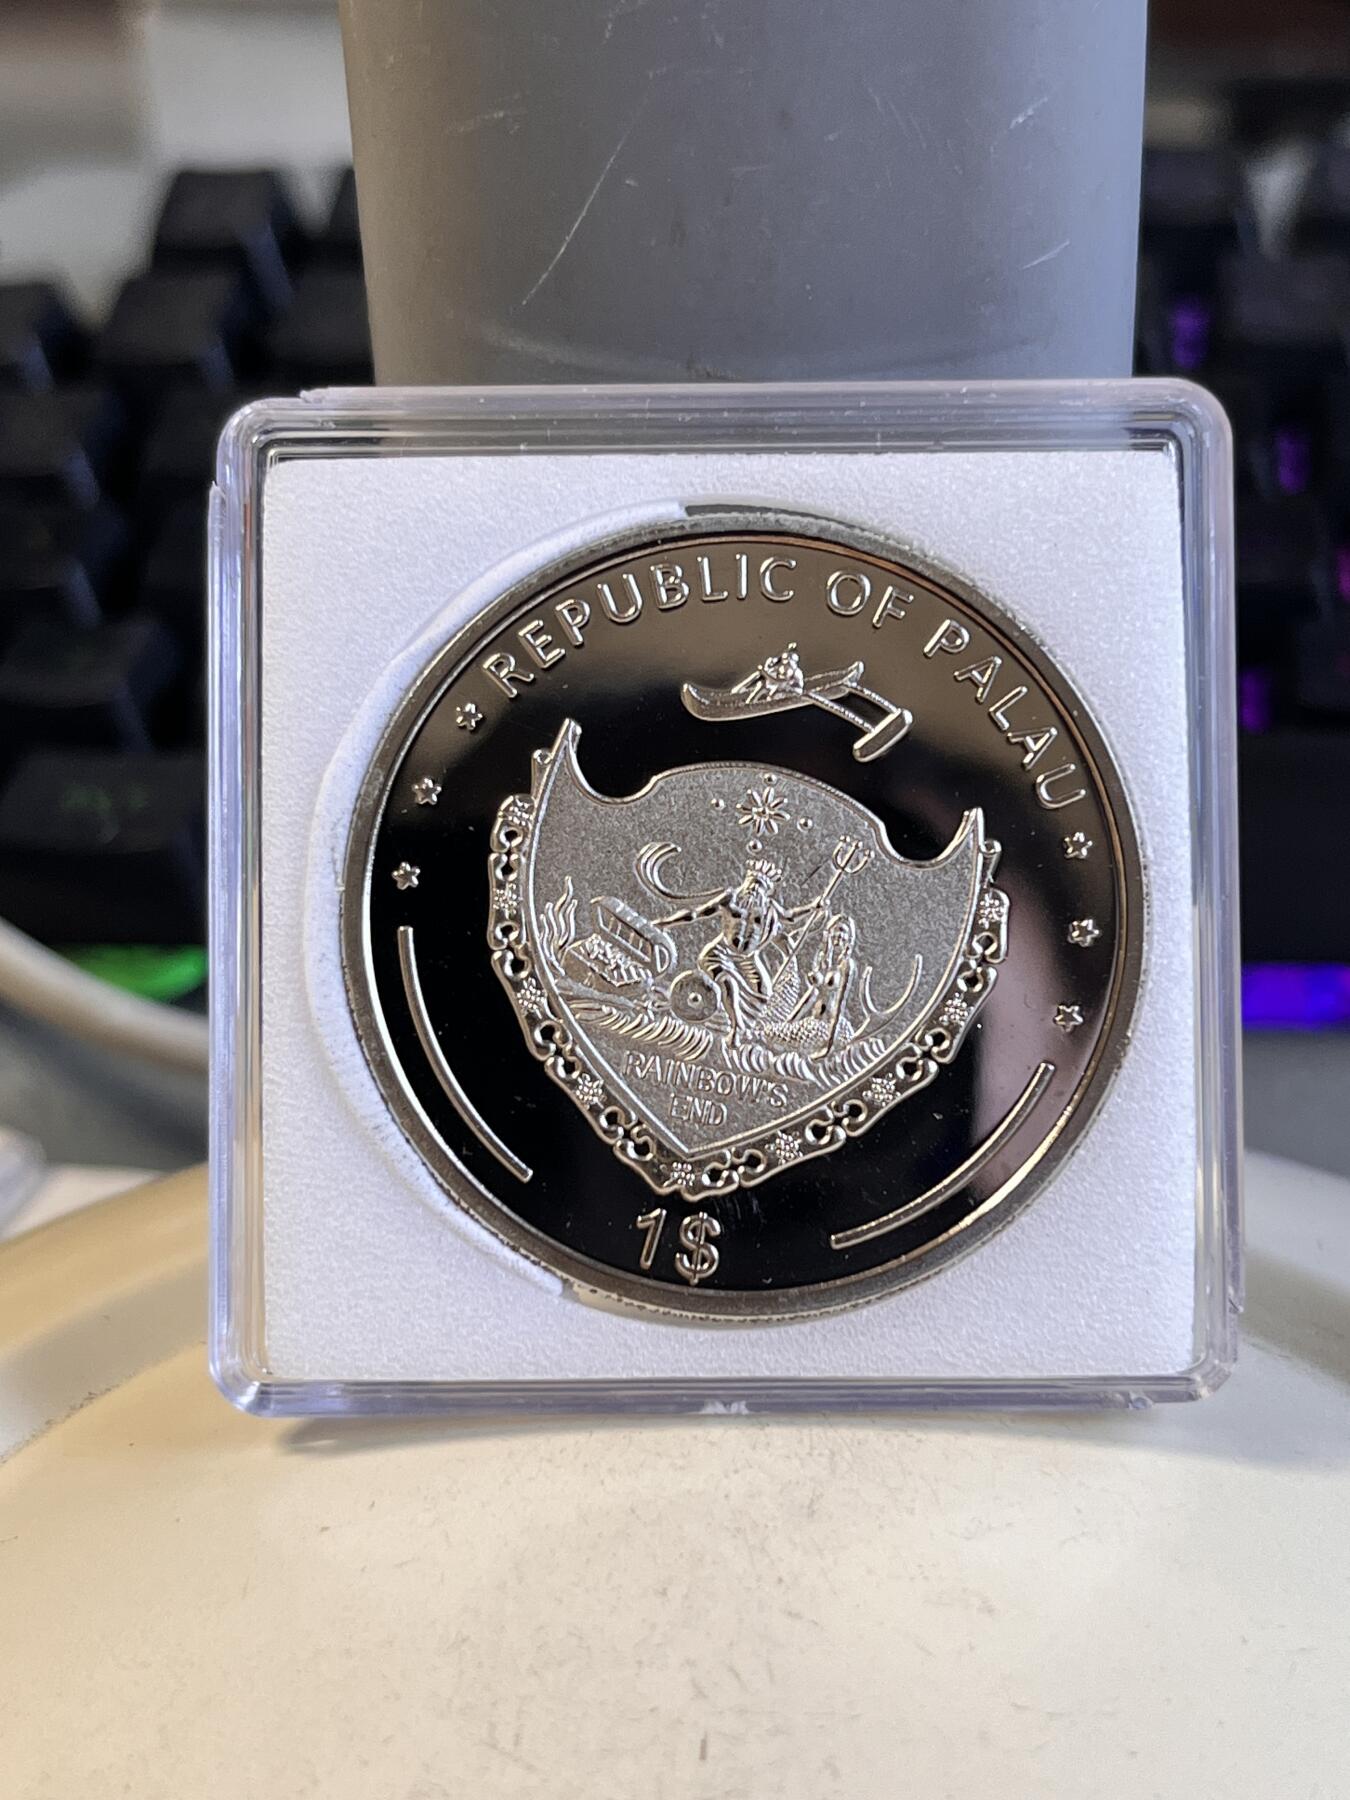 REPUBLIC OF PALAU
RAINBOW'S
END
1$